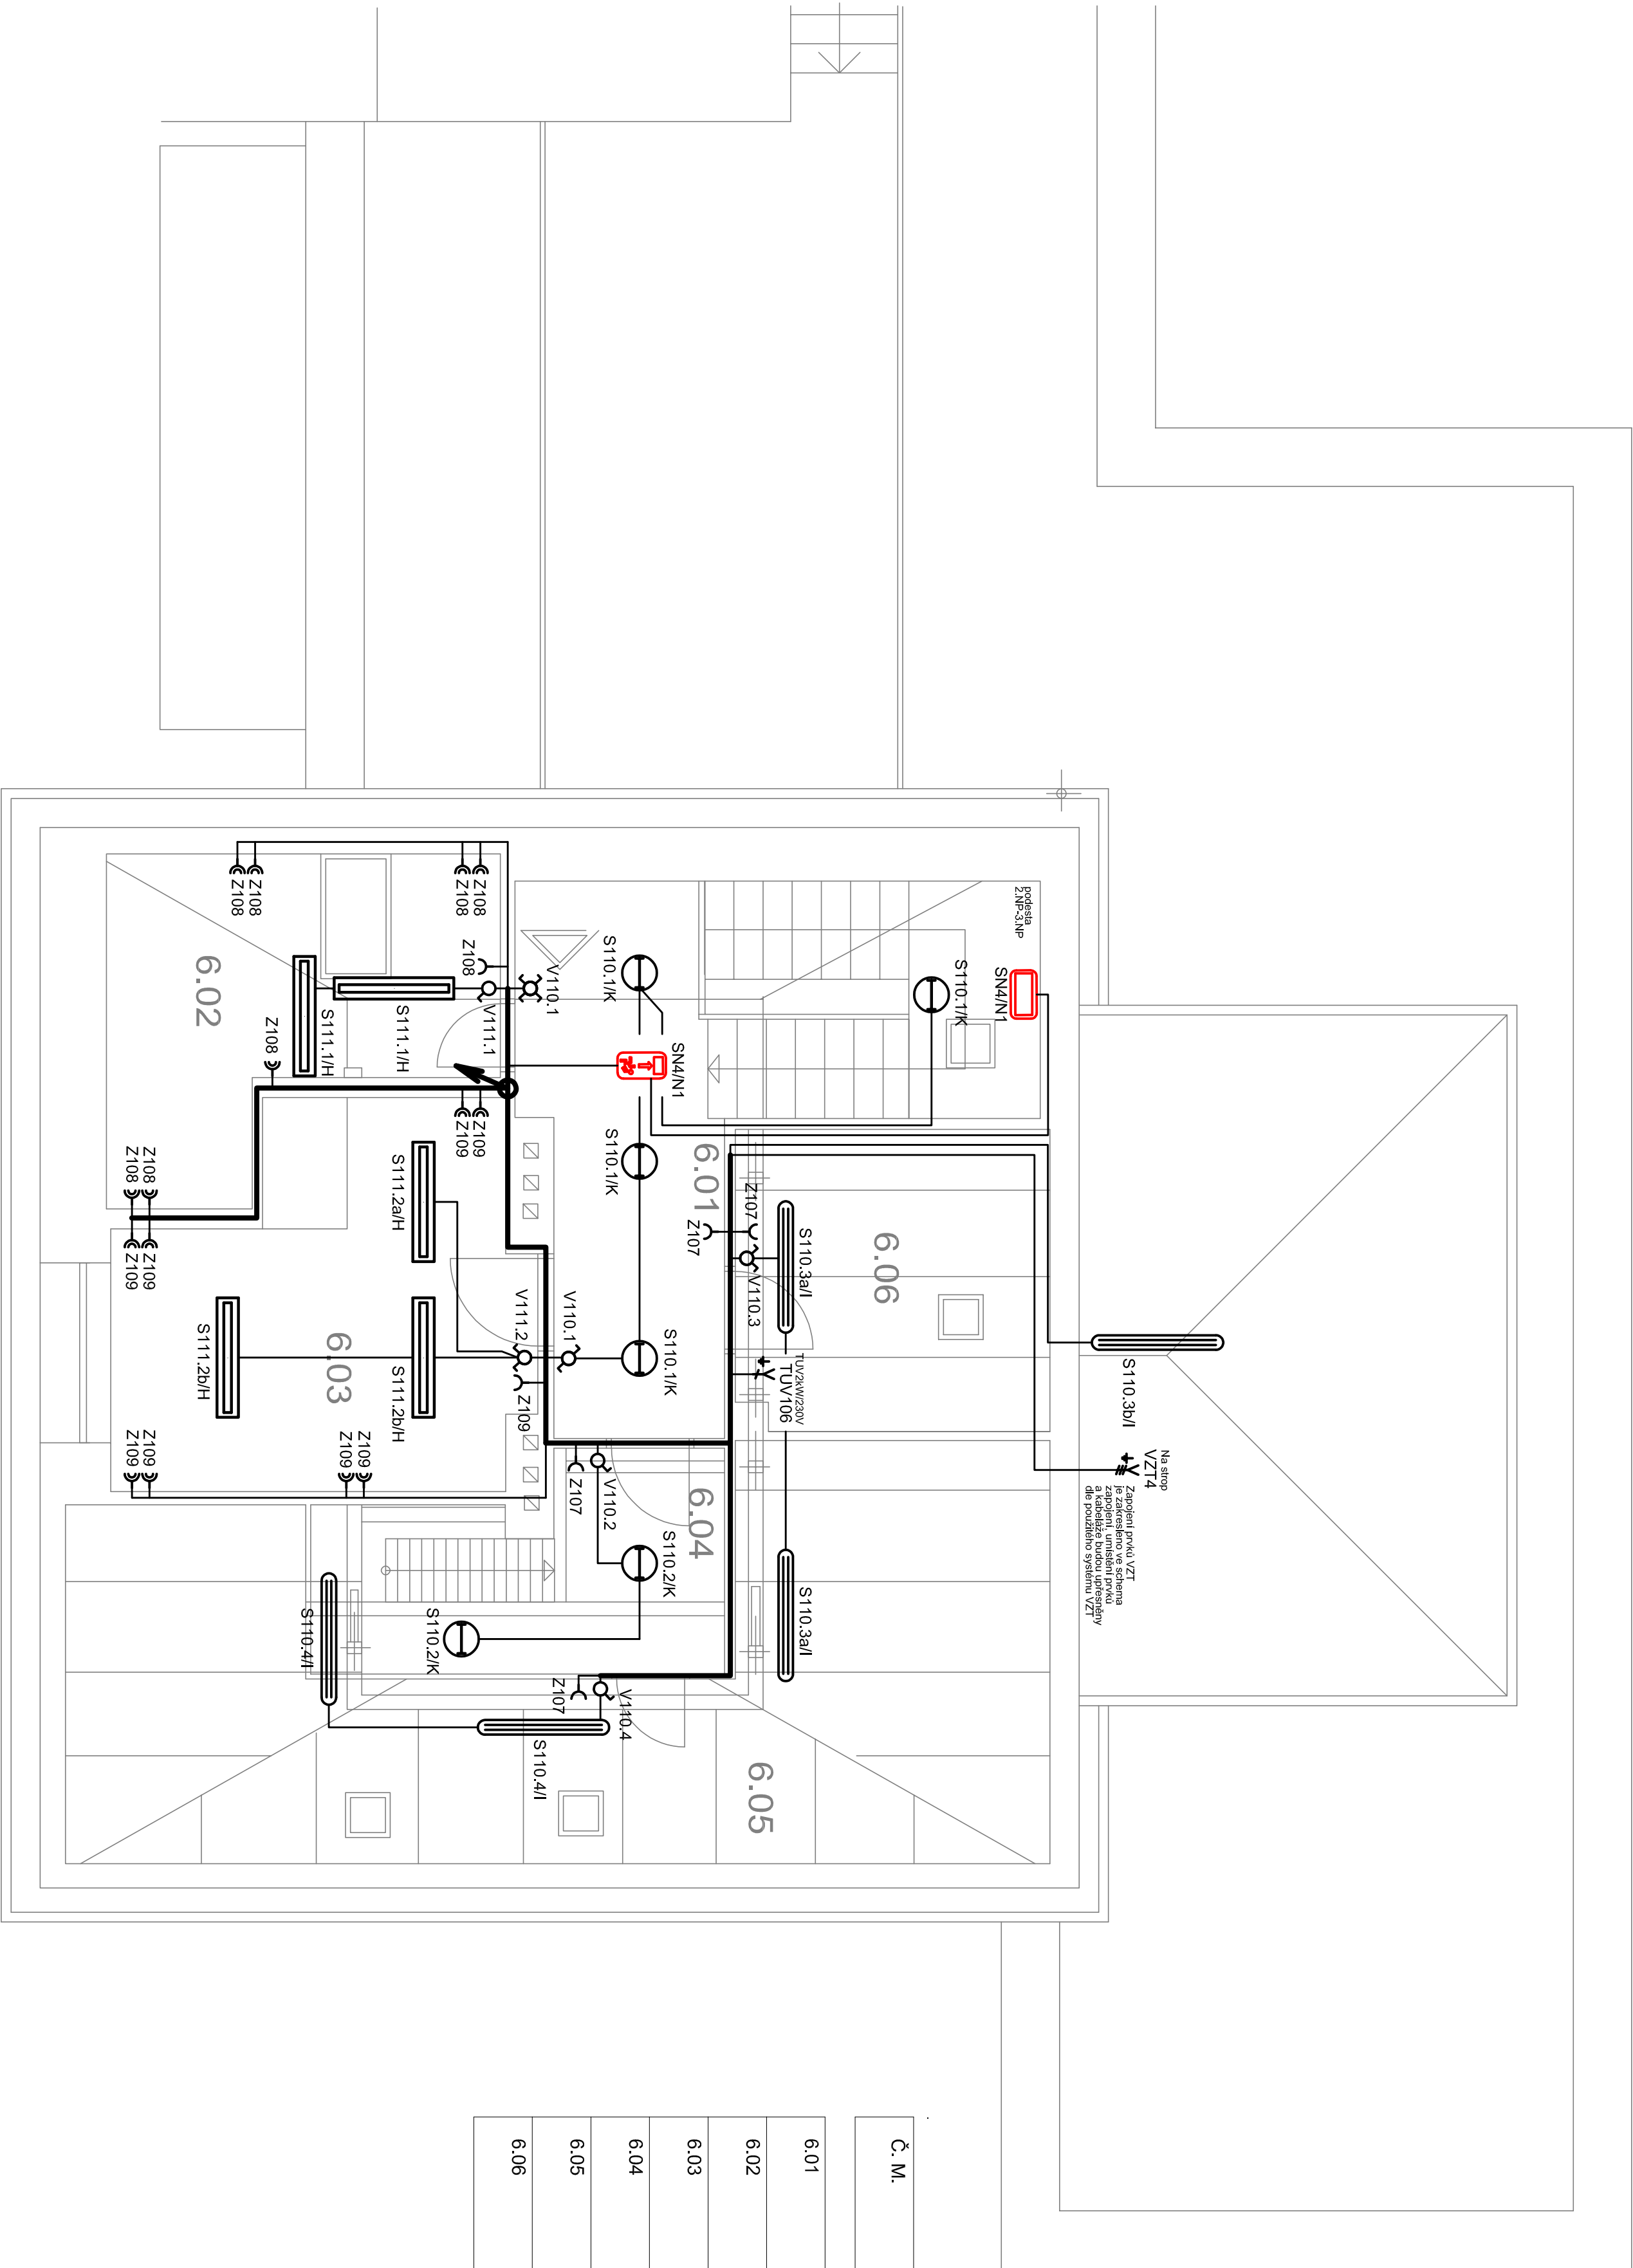 podesta
2.NP-3.NP
SN4/N1
S110.1/K
S110.1/K
V110.1
Z108
Z108
Z108
Z108
Z108
6.02
V111.1
S111.1/H
S111.1/H
Z108
SN4/N1
Z109
Z109
S110.1/K
6.01
Z108
Z108
Z109
Z109
S111.2a/H
Z107
Z107
S110.3a/I
V110.3
6.06
S110.3b/I
TUV2kW/230V
TUV106
Na strop
VZT4
Zapojení prvků VZT
je zakresleno ve schema
zapojení, umístění prvků
a kabeláže budou upřesněny
dle použitého systému VZT
S110.1/K
V110.1
V111.2
Z109
6.03
S111.2b/H
S111.2b/H
Z109
Z109
Z109
Z109
Z107
V110.2
6.04
S110.2/K
S110.3a/I
S110.2/K
S110.4/I
Z107
V110.4
S110.4/I
6.05
Č. M.
6.01
6.02
6.03
6.04
6.05
6.06